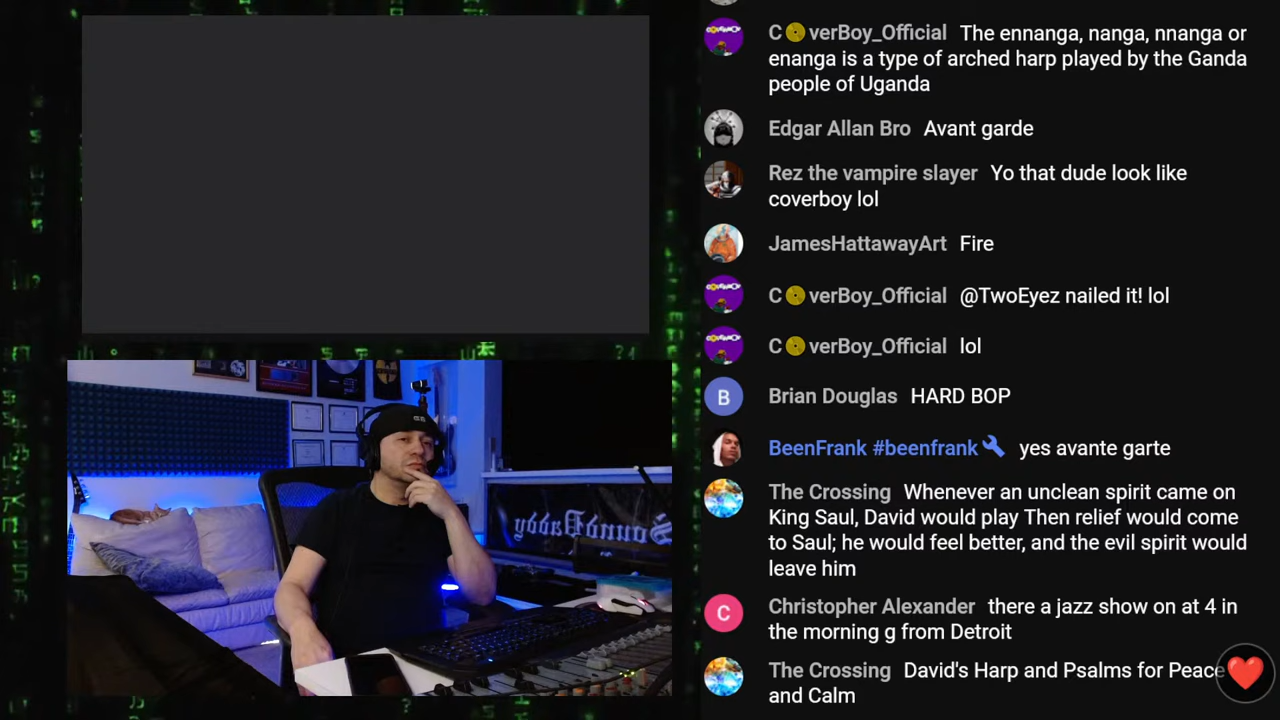 C verBoy_Official The ennanga, nanga, nnanga or
enanga is a type of arched harp played by the Ganda
people of Uganda
Edgar Allan Bro Avant garde
Rez the vampire slayer Yo that dude look like
coverboy lol
JamesHattawayArt Fire
C verBoy_Official @TwoEyez nailed it! lol
C verBoy_Official lol
B Brian Douglas HARD BOP
BeenFrank #beenfrank yes avante garte
The Crossing Whenever an unclean spirit came on
King Saul, David would play Then relief would come
to Saul; he would feel better, and the evil spirit would
leave him
C Christopher Alexander there a jazz show on at 4 in
the morning g from Detroit
The Crossing David's Harp and Psalms for Peace
and Calm
SoundDaddy